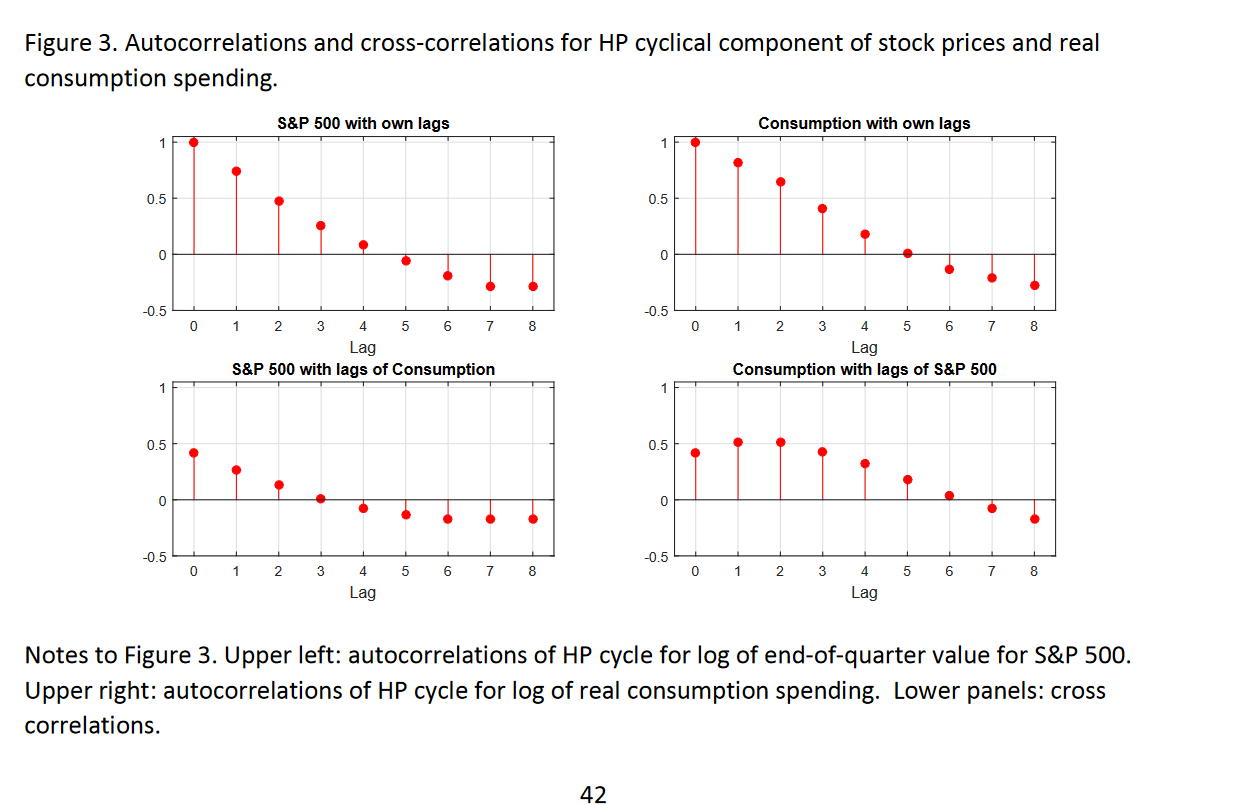 Figure 3. Autocorrelations and cross-correlations for HP cyclical component of stock prices and real
consumption spending.
S&P 500 with own lags
1
0.5
0
-0.5
0 1 2 3 4 5 6 7 8
Lag
Consumption with own lags
1
0.5
0
-0.5
0 1 2 3 4 5 6 7 8
Lag
S&P 500 with lags of Consumption
1
0.5
0
-0.5
0 1 2 3 4 5 6 7 8
Lag
Consumption with lags of S&P 500
1
0.5
0
-0.5
0 1 2 3 4 5 6 7 8
Lag
Notes to Figure 3. Upper left: autocorrelations of HP cycle for log of end-of-quarter value for S&P 500.
Upper right: autocorrelations of HP cycle for log of real consumption spending.  Lower panels: cross
correlations.
42